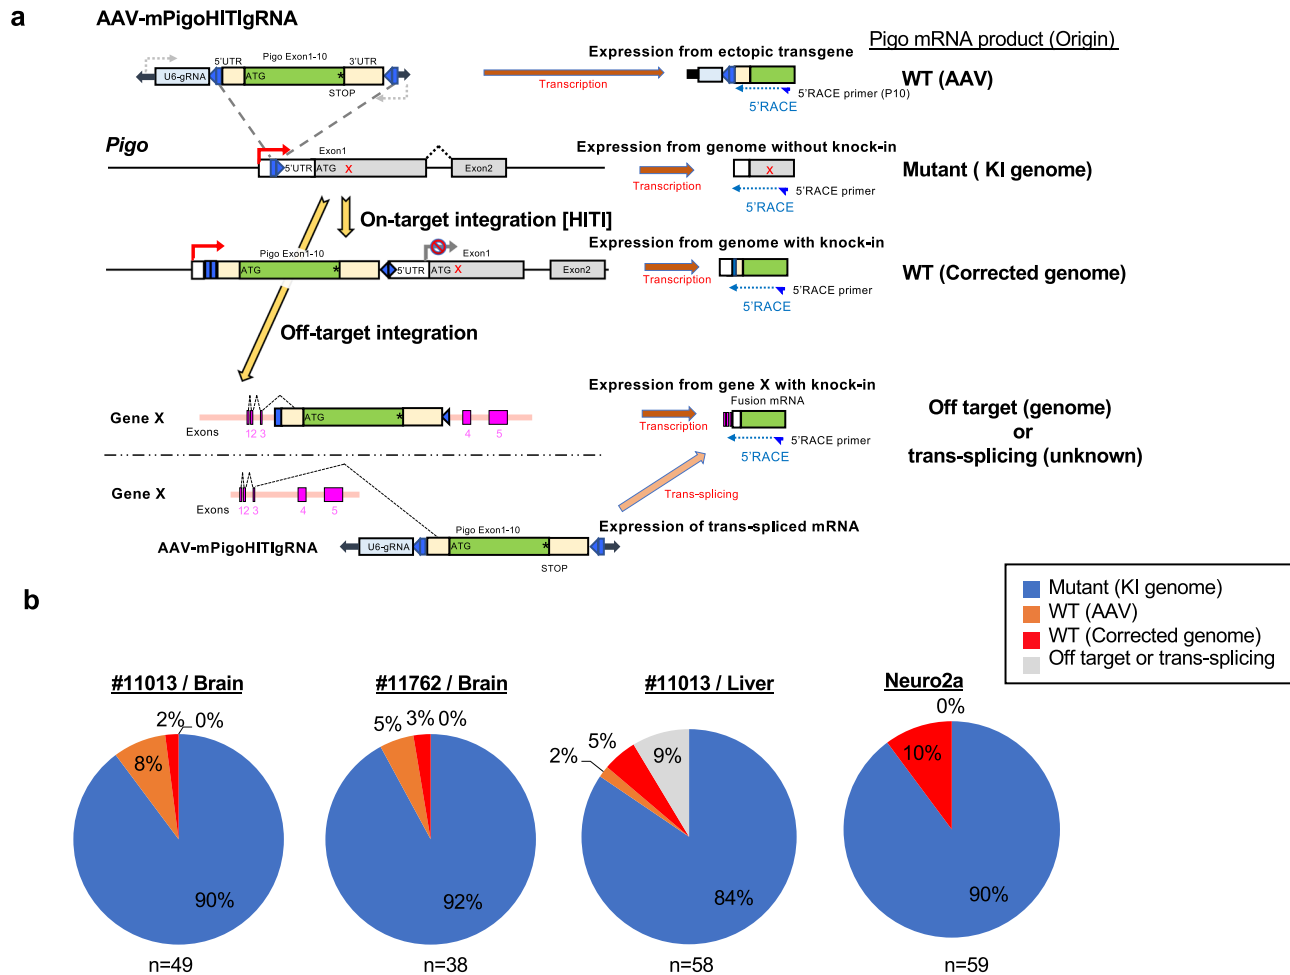 a
AAV-mPigoHITIgRNA
Pigo mRNA product (Origin)
5'UTR
Pigo Exon1-10
3'UTR
U6-gRNA
ATG
*
STOP
Expression from ectopic transgene
Transcription
5'RACE primer (P10)
5'RACE
WT (AAV)
Pigo
Exon1
5'UTR
ATG
X
Exon2
Expression from genome without knock-in
Transcription
X
5'RACE primer
5'RACE
Mutant ( KI genome)
On-target integration [HITI]
Pigo Exon1-10
ATG
*
5'UTR
Exon1
ATG
X
Exon2
Expression from genome with knock-in
Transcription
5'RACE primer
5'RACE
WT (Corrected genome)
Off-target integration
Gene X
Exons
12 3
ATG
*
4
5
Expression from gene X with knock-in
Fusion mRNA
Transcription
5'RACE primer
5'RACE
Off target (genome)
or
trans-splicing (unknown)
Gene X
Exons
12 3
4
5
Trans-splicing
Expression of trans-spliced mRNA
AAV-mPigoHITIgRNA
Pigo Exon1-10
U6-gRNA
ATG
*
STOP
b
Mutant (KI genome)
WT (AAV)
WT (Corrected genome)
Off target or trans-splicing
#11013 / Brain
2%
0%
8%
90%
n=49
#11762 / Brain
5%
3%
0%
92%
n=38
#11013 / Liver
2%
5%
9%
84%
n=58
Neuro2a
0%
10%
90%
n=59